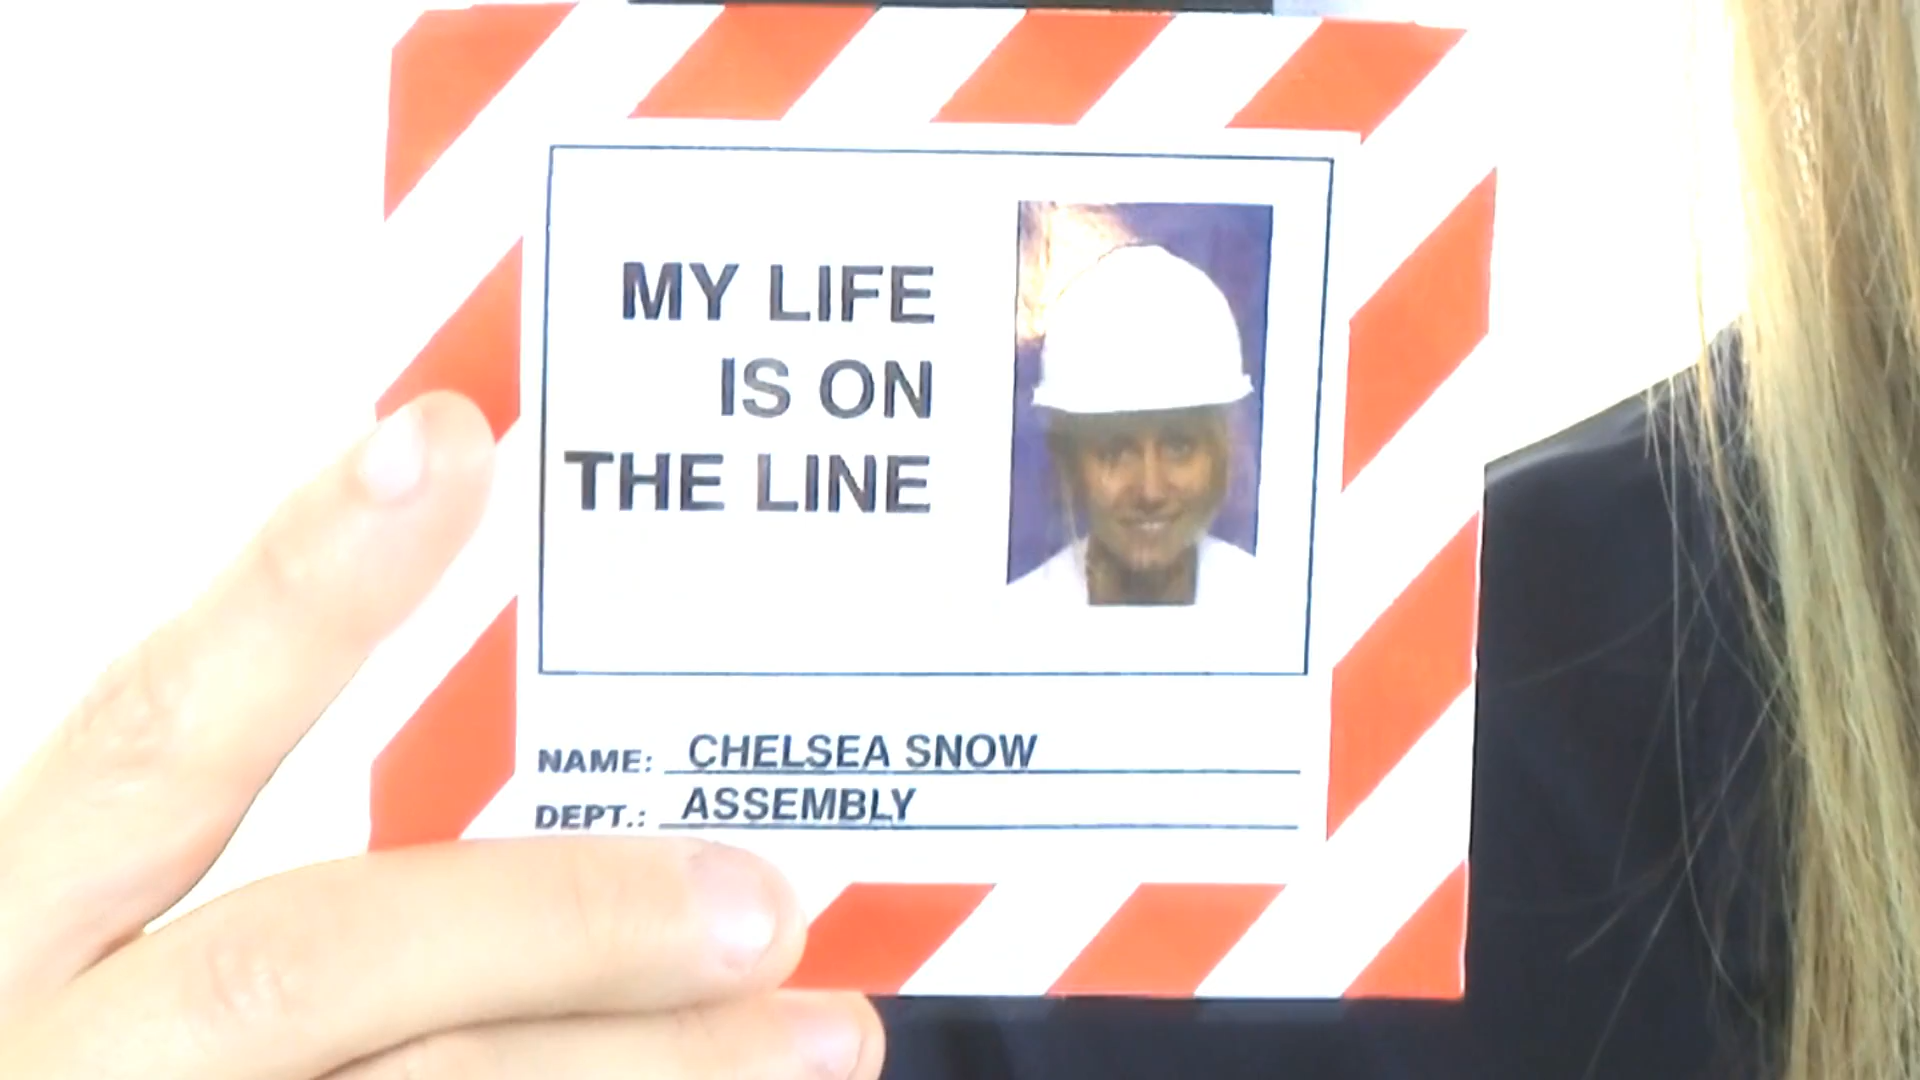 MY LIFE
IS ON
THE LINE
NAME: CHELSEA SNOW
DEPT.: ASSEMBLY